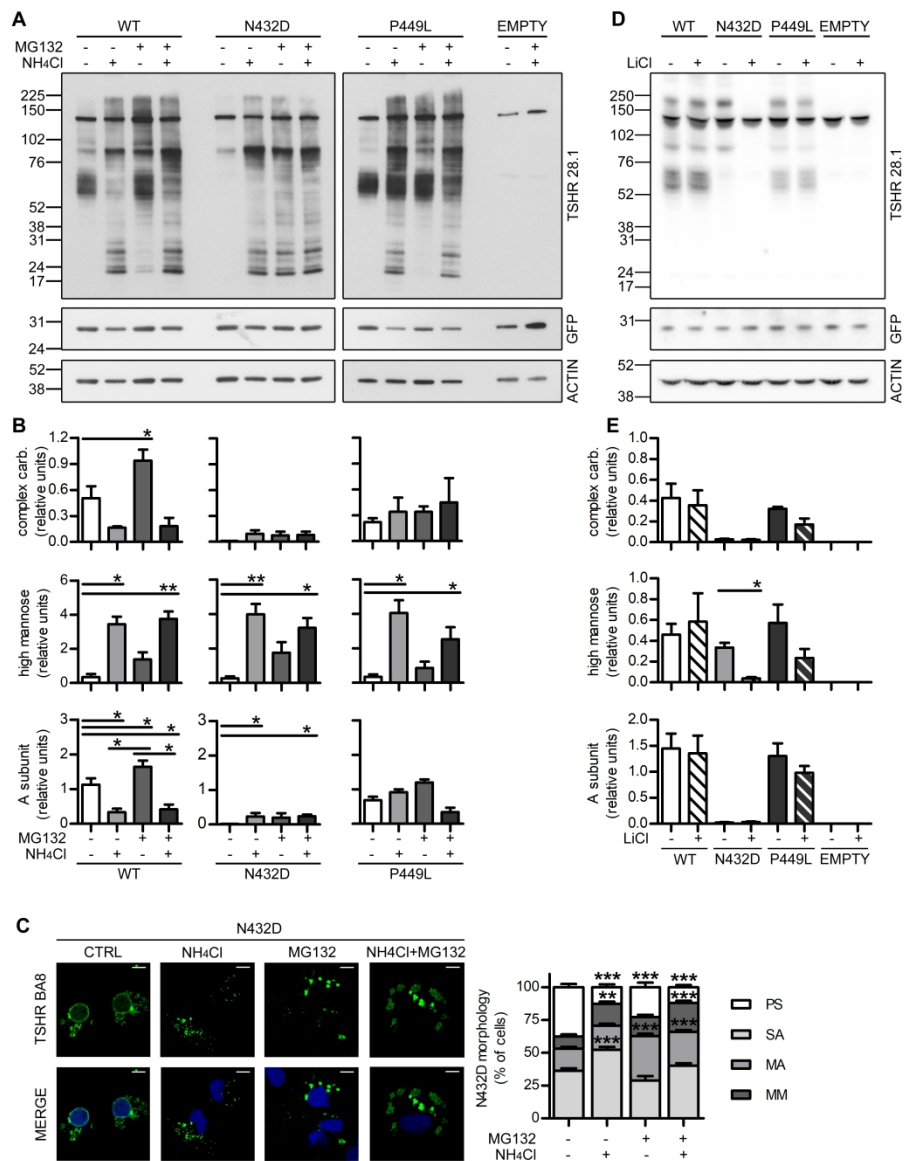 A
WT N432D P449L EMPTY
MG132 - - + + - - + + - - + + - +
NH4Cl - + - + - + - + - + - + - +
225
150
102
76
52
38
31
24
17
TSHR 28.1
31
24
GFP
52
38
ACTIN
D
WT N432D P449L EMPTY
LiCl - + - + - + - +
250
150
102
76
52
38
31
24
17
TSHR 28.1
31
GFP
52
38
ACTIN
B
complex carb.
(relative units)
1.2
0.9
0.6
0.3
0.0
*
high mannose
(relative units)
6
4
2
0
* ** ** * * *
A subunit
(relative units)
3
2
1
0
* * * * * * *
3
0
MG132 - - + + - - + + - - + +
NH4Cl - + - + - + - + - + - +
WT N432D P449L
E
complex carb.
(relative units)
0.8
0.6
0.4
0.2
0.0
high mannose
(relative units)
1.0
0.8
0.6
0.4
0.2
0.0
*
A subunit
(relative units)
2.0
1.5
1.0
0.5
0.0
LiCl - + - + - + - +
WT N432D P449L EMPTY
C
N432D
CTRL NH4Cl MG132 NH4Cl+MG132
TSHR BA8
MERGE
N432D morphology
(% of cells)
100
75
50
25
0
*** *** ***
** ***
*** *** ***
MG132 - - + +
NH4Cl - + - +
PS
SA
MA
MM